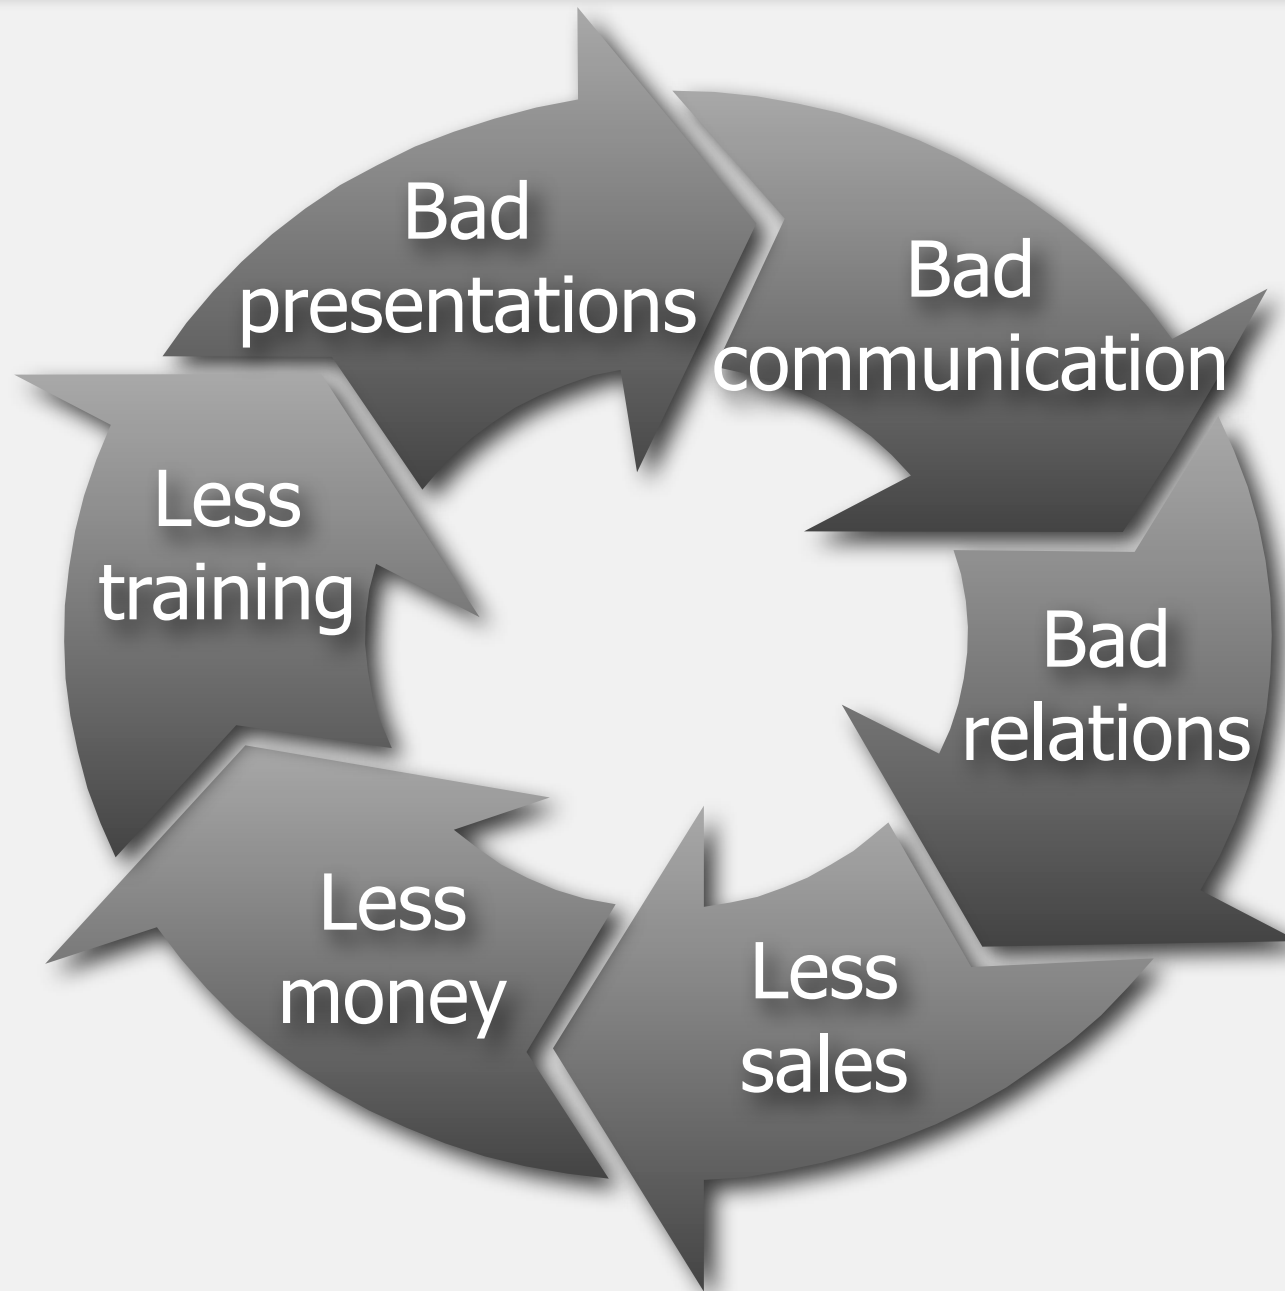 Bad
presentations
Bad
communication
Bad
relations
Less
sales
Less
money
Less
training